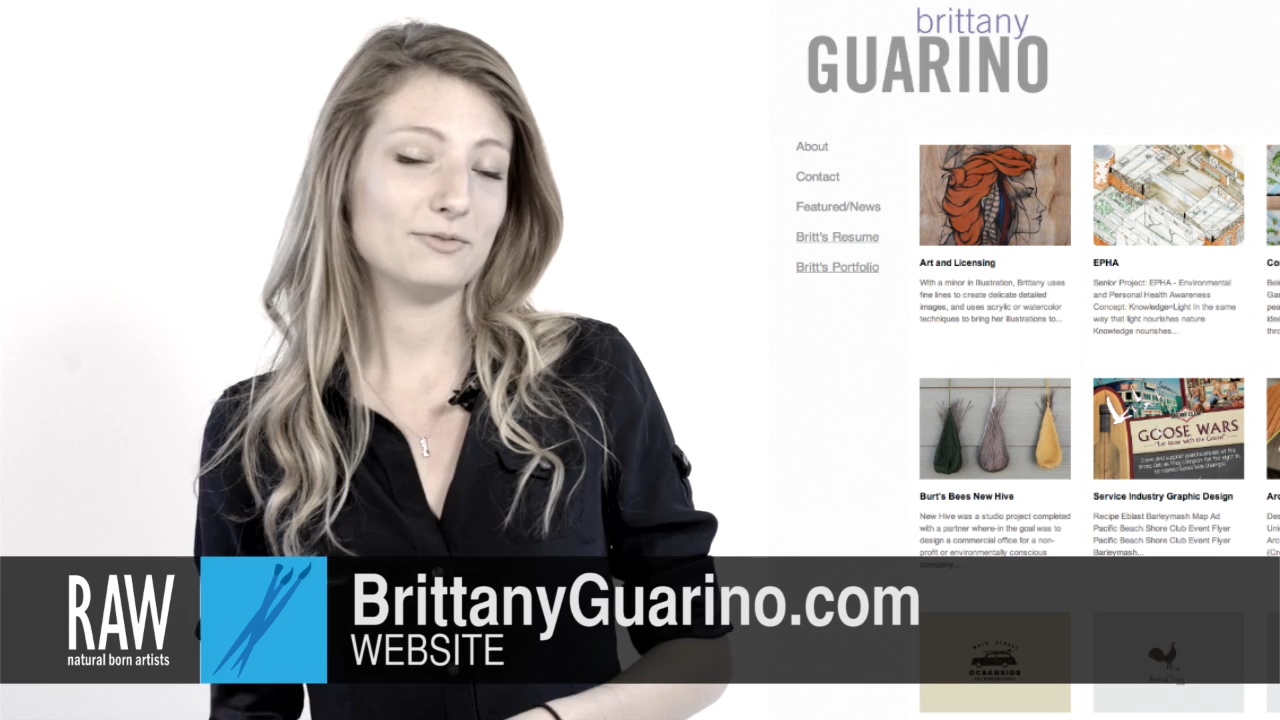 brittany
GUARINO
About
Contact
Featured/News
Britt's Resume
Britt's Portfolio
Art and Licensing
With a minor in Illustration, Brittany uses
fine lines to create delicate detailed
images, and uses acrylic or watercolor
techniques to bring her illustrations to...
EPHA
Senior Project: EPHA - Environmental
and Personal Health Awareness
Concept: Knowledge=Light In the same
way that light nourishes nature
Knowledge nourishes...
GOOSE WARS
Burt's Bees New Hive
New Hive was a studio project completed
with a partner where-in the goal was to
design a commercial office for a non-
profit or environmentally conscious
company....
Service Industry Graphic Design
Recipe Eblast Barleymash Map Ad
Pacific Beach Shore Club Event Flyer
Pacific Beach Shore Club Event Flyer
Barleymash...
RAW
natural born artists
BrittanyGuarino.com
WEBSITE
OCEANSIDE